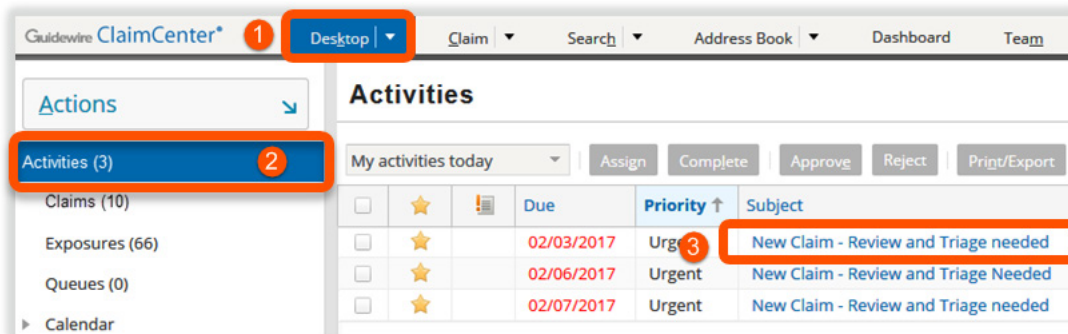 Guidewire ClaimCenter® 1 Desktop Claim Search Address Book Dashboard Team
Actions
Activities (3) 2
Claims (10)
Exposures (66)
Queues (0)
Calendar
Activities
My activities today Assign Complete Approve Reject Print/Export
Due Priority ↑ Subject
02/03/2017 3 New Claim - Review and Triage needed
02/06/2017 Urgent New Claim - Review and Triage Needed
02/07/2017 Urgent New Claim - Review and Triage needed